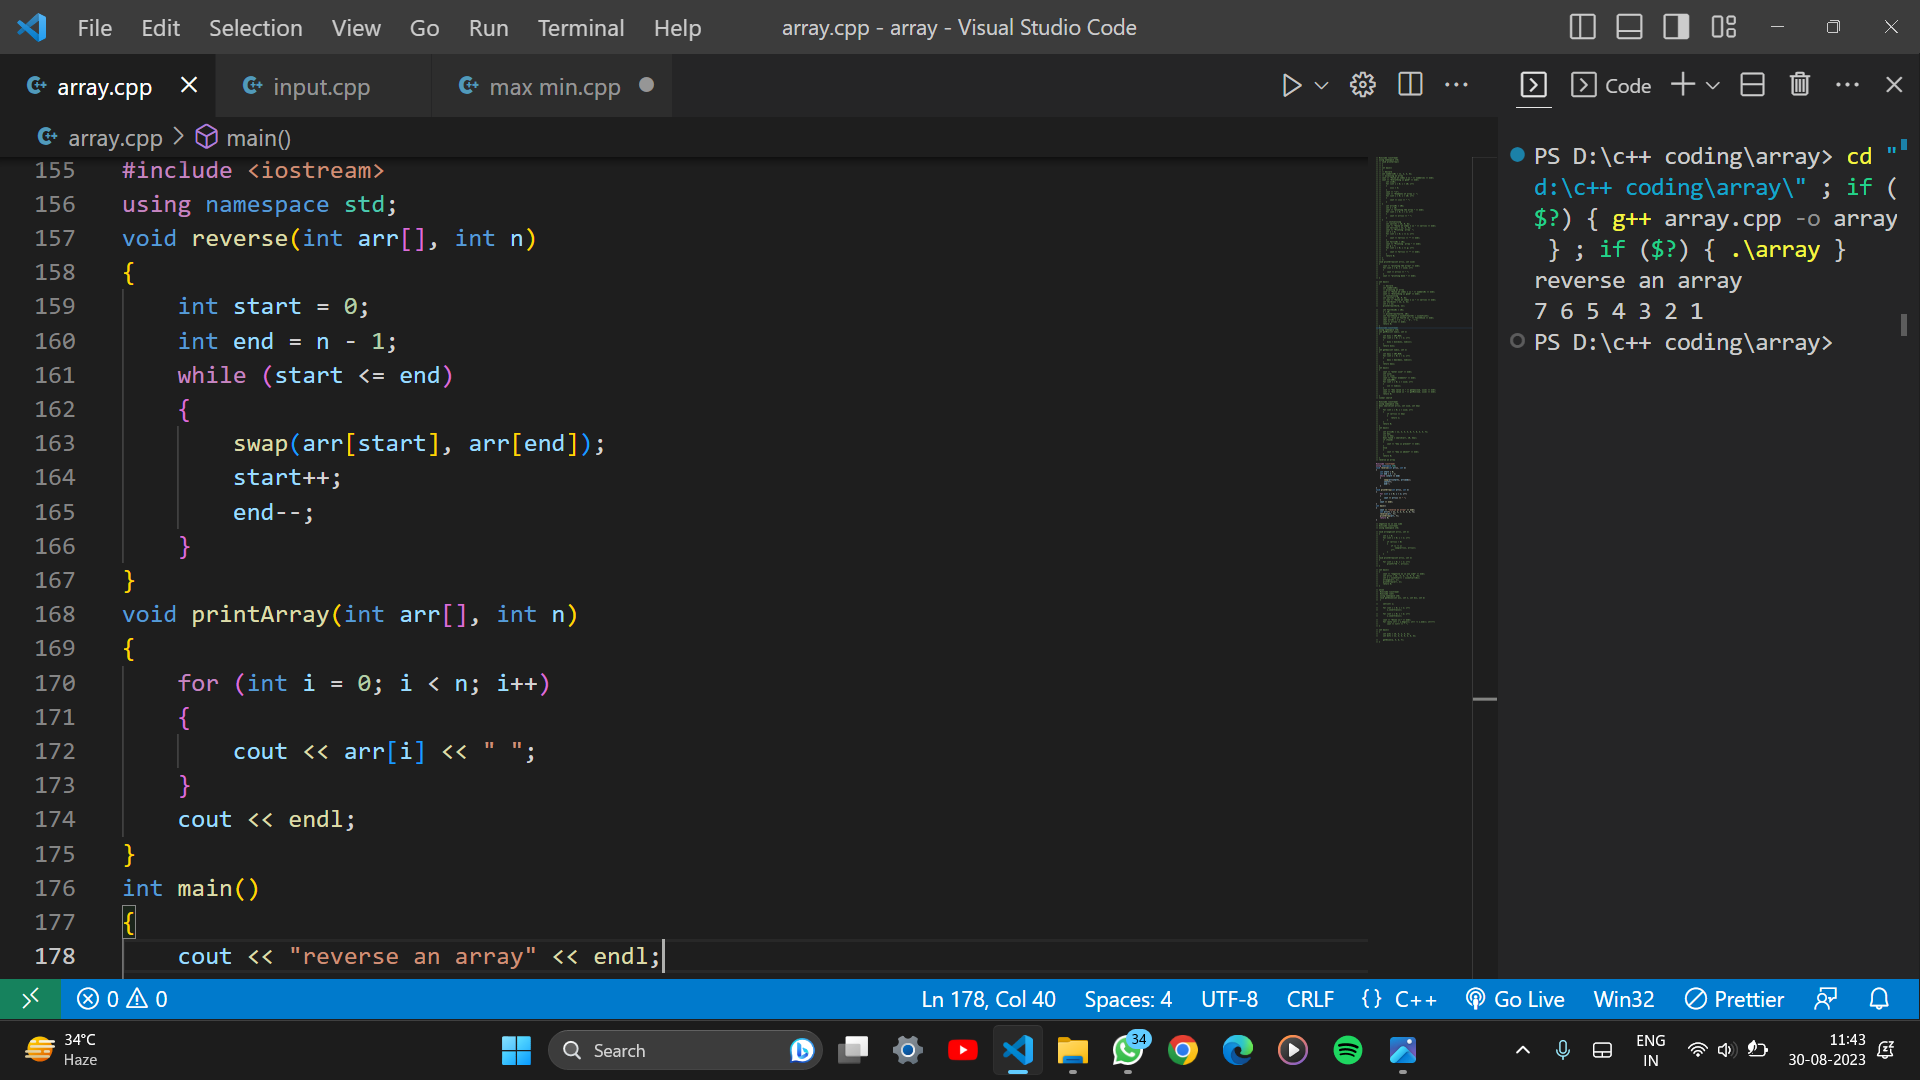 File Edit Selection View Go Run Terminal Help array.cpp - array - Visual Studio Code
array.cpp input.cpp max min.cpp Code
array.cpp > main()
155 #include <iostream>
156 using namespace std;
157 void reverse(int arr[], int n)
158 {
159 int start = 0;
160 int end = n - 1;
161 while (start <= end)
162 {
163 swap(arr[start], arr[end]);
164 start++;
165 end--;
166 }
167 }
168 void printArray(int arr[], int n)
169 {
170 for (int i = 0; i < n; i++)
171 {
172 cout << arr[i] << " ";
173 }
174 cout << endl;
175 }
176 int main()
177 {
178 cout << "reverse an array" << endl;
PS D:\c++ coding\array> cd "
d:\c++ coding\array\" ; if (
$?) { g++ array.cpp -o array
} ; if ($?) { .\array }
reverse an array
7 6 5 4 3 2 1
PS D:\c++ coding\array>
0 0 Ln 178, Col 40 Spaces: 4 UTF-8 CRLF {} C++ Go Live Win32 Prettier
34°C
Haze
Search
34
ENG
IN
11:43
30-08-2023